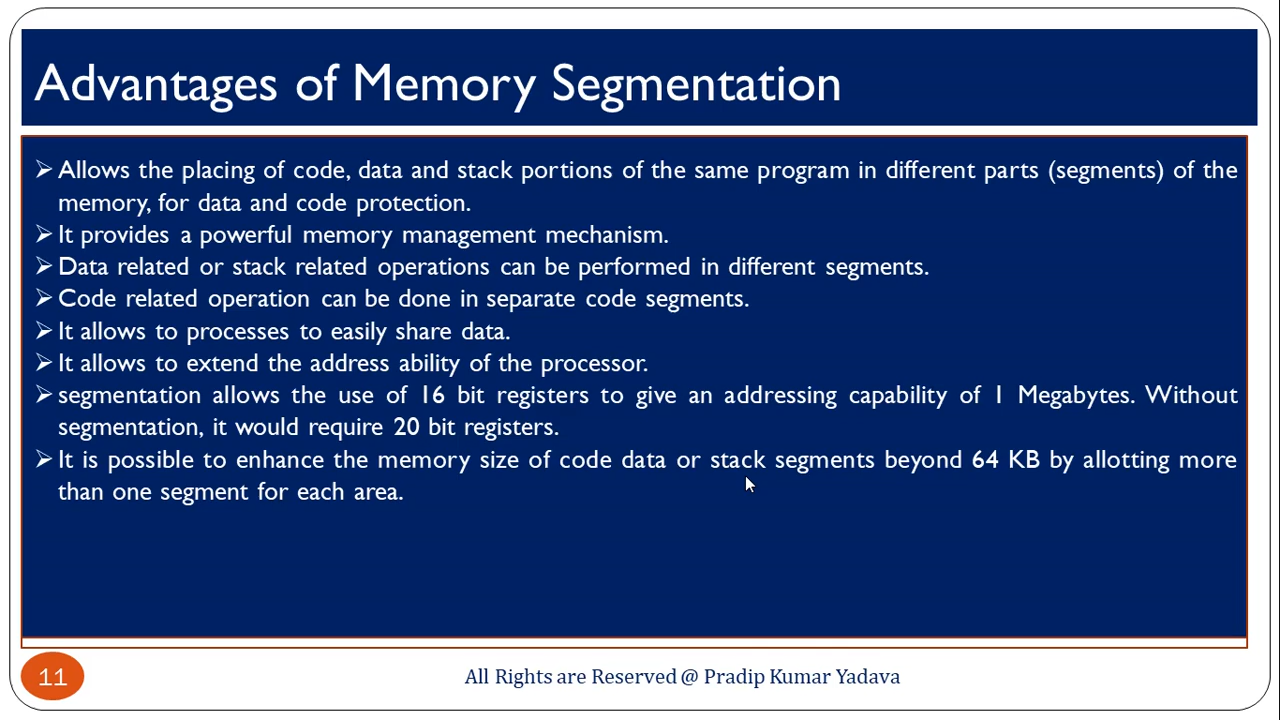 Advantages of Memory Segmentation
➢Allows the placing of code, data and stack portions of the same program in different parts (segments) of the
memory, for data and code protection.
➢It provides a powerful memory management mechanism.
➢Data related or stack related operations can be performed in different segments.
➢Code related operation can be done in separate code segments.
➢It allows to processes to easily share data.
➢It allows to extend the address ability of the processor.
➢segmentation allows the use of 16 bit registers to give an addressing capability of 1 Megabytes. Without
segmentation, it would require 20 bit registers.
➢It is possible to enhance the memory size of code data or stack segments beyond 64 KB by allotting more
than one segment for each area.
11
All Rights are Reserved @ Pradip Kumar Yadava